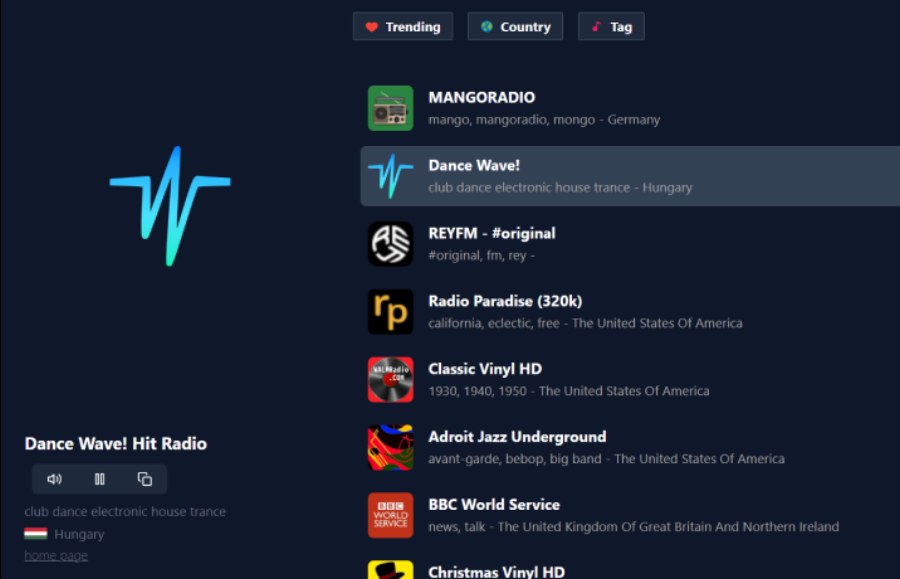 Trending
Country
Tag
MANGORADIO
mango, mangoradio, mongo - Germany
Dance Wave!
club dance electronic house trance - Hungary
REYFM - #original
#original, fm, rey -
rp
Radio Paradise (320k)
california, eclectic, free - The United States Of America
WALMRadio
.COM
Classic Vinyl HD
1930, 1940, 1950 - The United States Of America
Adroit Jazz Underground
avant-garde, bebop, big band - The United States Of America
BBC
WORLD
SERVICE
BBC World Service
news, talk - The United Kingdom Of Great Britain And Northern Ireland
Christmas Vinyl HD
Dance Wave! Hit Radio
club dance electronic house trance
Hungary
home page